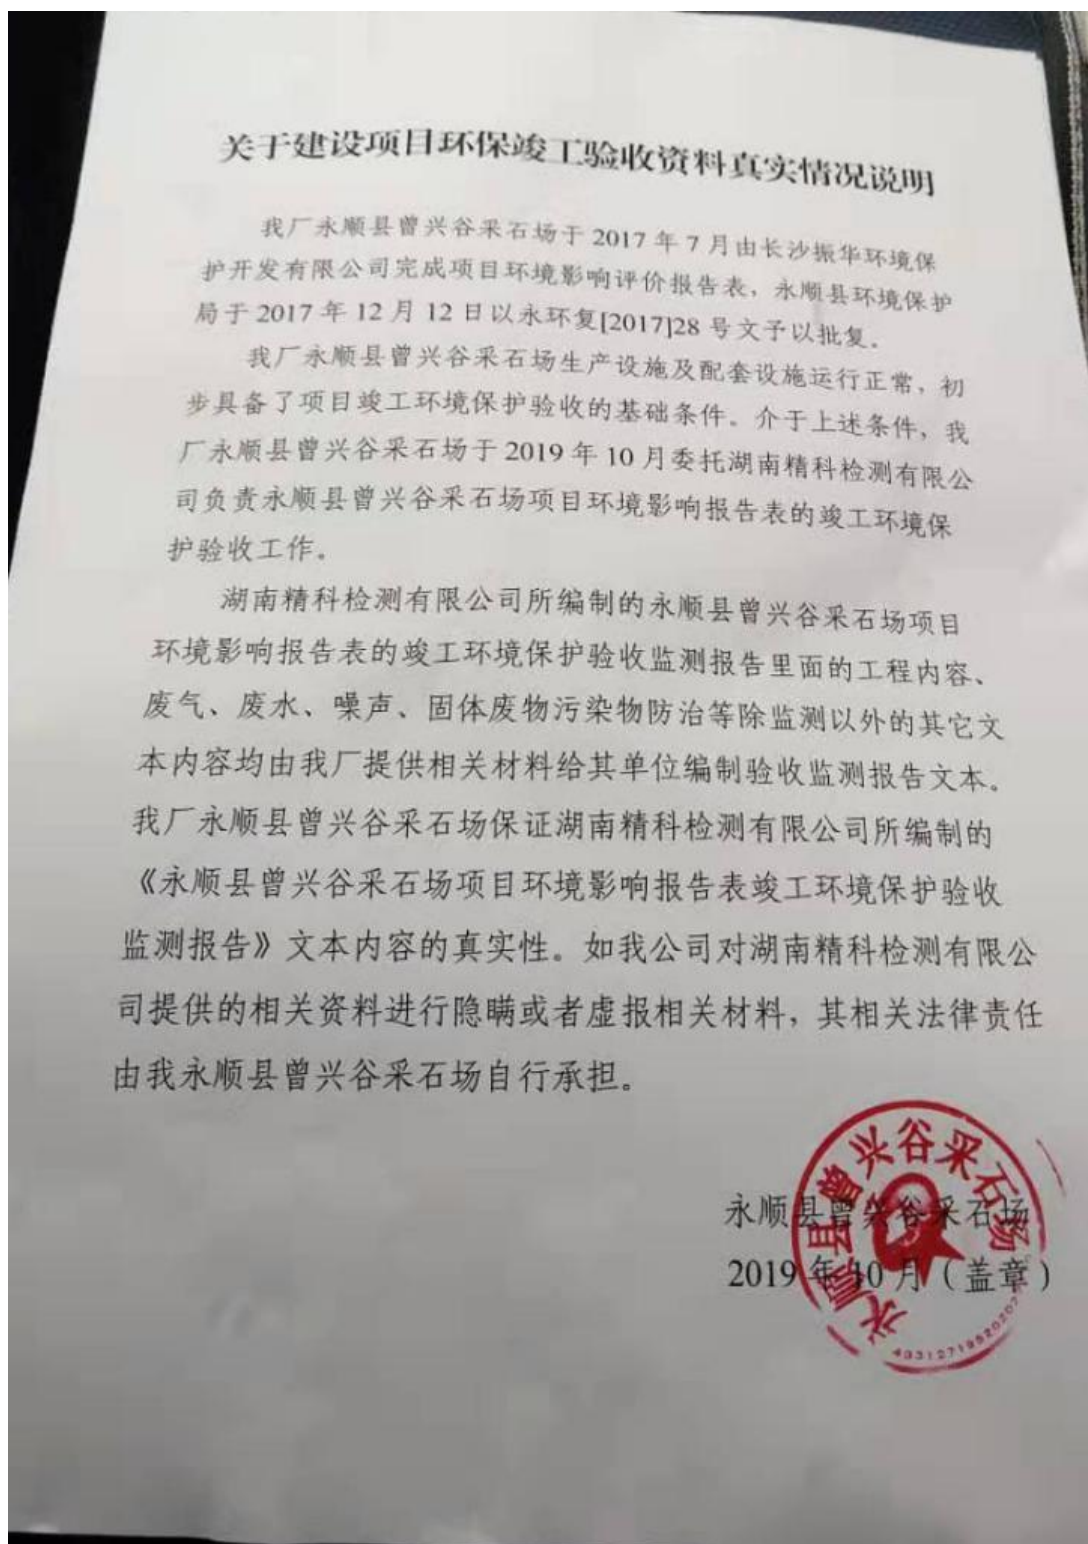 关于建设项目环保竣工验收资料真实情况说明
我厂永顺县曾兴谷采石场于 2017 年 7 月由长沙振华环境保
护开发有限公司完成项目环境影响评价报告表，永顺县环境保护
局于 2017 年 12 月 12 日以永环复[2017]28 号文予以批复。
我厂永顺县曾兴谷采石场生产设施及配套设施运行正常，初
步具备了项目竣工环境保护验收的基础条件。介于上述条件，我
厂永顺县曾兴谷采石场于 2019 年 10 月委托湖南精科检测有限公
司负责永顺县曾兴谷采石场项目环境影响报告表的竣工环境保
护验收工作。
湖南精科检测有限公司所编制的永顺县曾兴谷采石场项目
环境影响报告表的竣工环境保护验收监测报告里面的工程内容、
废气、废水、噪声、固体废物污染物防治等除监测以外的其它文
本内容均由我厂提供相关材料给其单位编制验收监测报告文本。
我厂永顺县曾兴谷采石场保证湖南精科检测有限公司所编制的
《永顺县曾兴谷采石场项目环境影响报告表竣工环境保护验收
监测报告》文本内容的真实性。如我公司对湖南精科检测有限公
司提供的相关资料进行隐瞒或者虚报相关材料，其相关法律责任
由我永顺县曾兴谷采石场自行承担。
永顺县曾兴谷采石场
2019 年 10 月（盖章）
永顺县曾兴谷采石场